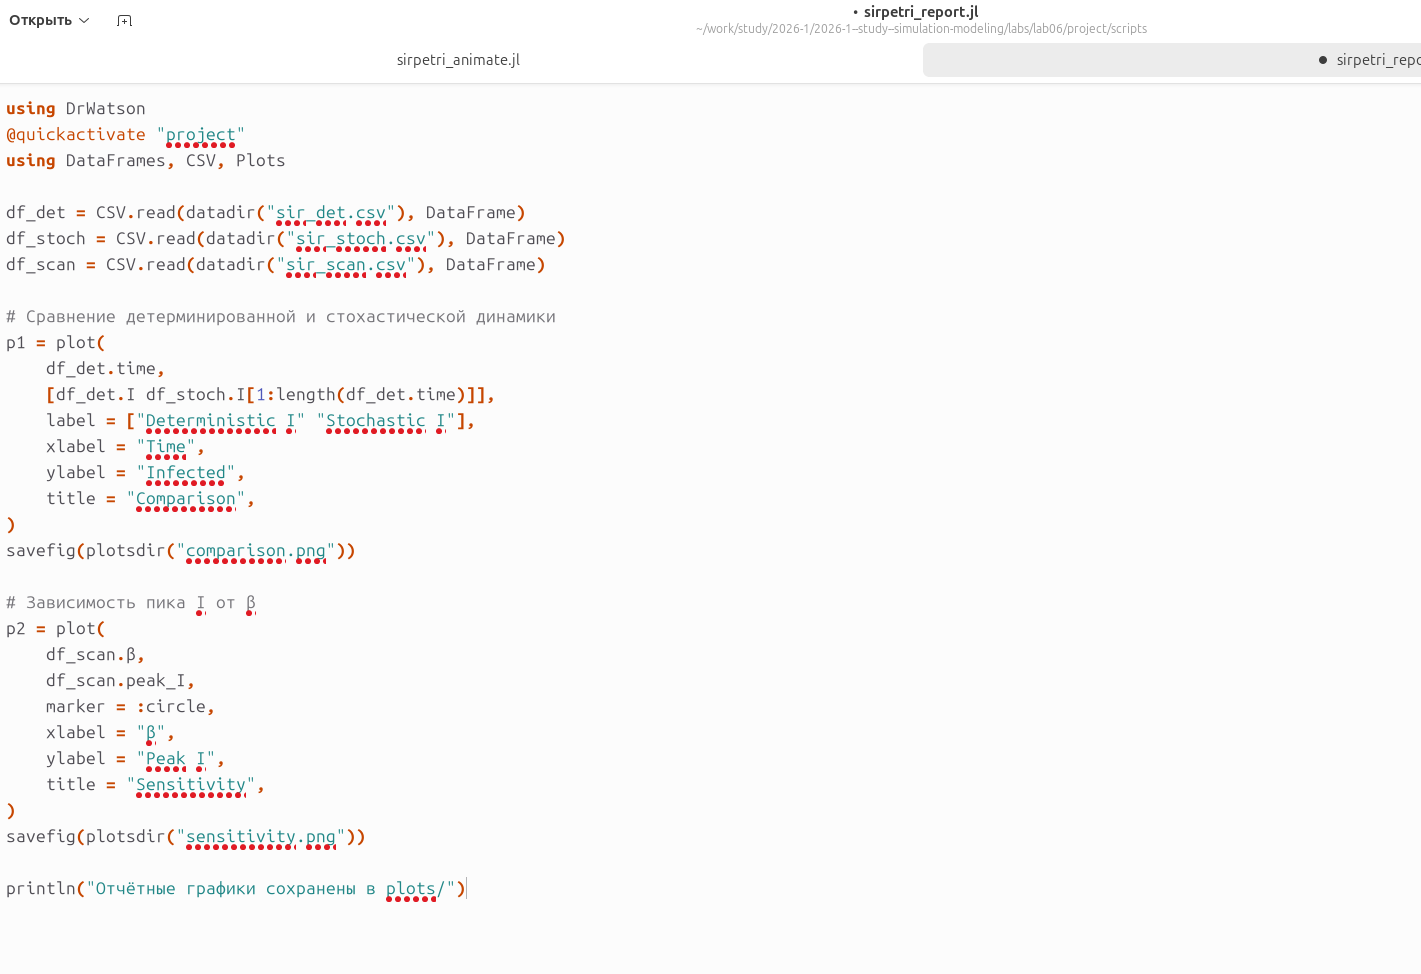 Открыть
• sirpetri_report.jl
~/work/study/2026-1/2026-1–study–simulation-modeling/labs/lab06/project/scripts
sirpetri_animate.jl
● sirpetri_repo
using DrWatson
@quickactivate "project"
using DataFrames, CSV, Plots

df_det = CSV.read(datadir("sir_det.csv"), DataFrame)
df_stoch = CSV.read(datadir("sir_stoch.csv"), DataFrame)
df_scan = CSV.read(datadir("sir_scan.csv"), DataFrame)

# Сравнение детерминированной и стохастической динамики
p1 = plot(
    df_det.time,
    [df_det.I df_stoch.I[1:length(df_det.time)]],
    label = ["Deterministic I" "Stochastic I"],
    xlabel = "Time",
    ylabel = "Infected",
    title = "Comparison",
)
savefig(plotsdir("comparison.png"))

# Зависимость пика I от β
p2 = plot(
    df_scan.β,
    df_scan.peak_I,
    marker = :circle,
    xlabel = "β",
    ylabel = "Peak I",
    title = "Sensitivity",
)
savefig(plotsdir("sensitivity.png"))

println("Отчётные графики сохранены в plots/")